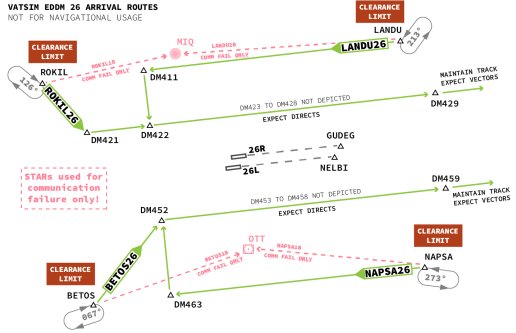 VATSIM EDDM 26 ARRIVAL ROUTES
NOT FOR NAVIGATIONAL USAGE
CLEARANCE
LIMIT
LANDU
213°
MIQ
LANDU1B
COMM FAIL ONLY
LANDU26
CLEARANCE
LIMIT
ROKIL
126°
ROKIL1B
COMM FAIL ONLY
ROKIL26
DM411
MAINTAIN TRACK
EXPECT VECTORS
DM423 TO DM428 NOT DEPICTED
EXPECT DIRECTS
DM429
DM421
DM422
GUDEG
26R
26L
NELBI
STARs used for
communication
failure only!
DM459
MAINTAIN TRACK
EXPECT VECTORS
DM453 TO DM458 NOT DEPICTED
EXPECT DIRECTS
DM452
CLEARANCE
LIMIT
NAPSA
273°
OTT
NAPSA1B
COMM FAIL ONLY
NAPSA26
BETOS1B
COMM FAIL ONLY
BETOS26
CLEARANCE
LIMIT
BETOS
067°
DM463